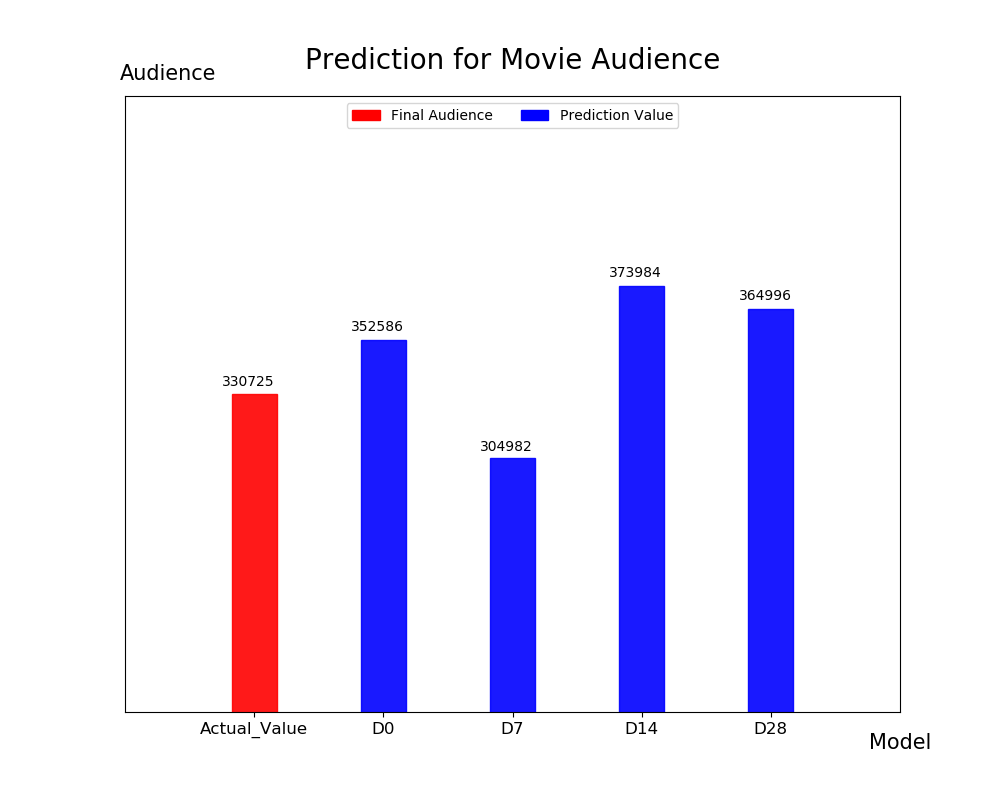 Prediction for Movie Audience
Audience
Final Audience Prediction Value
373984
364996
352586
330725
304982
Actual_Value D0 D7 D14 D28
Model